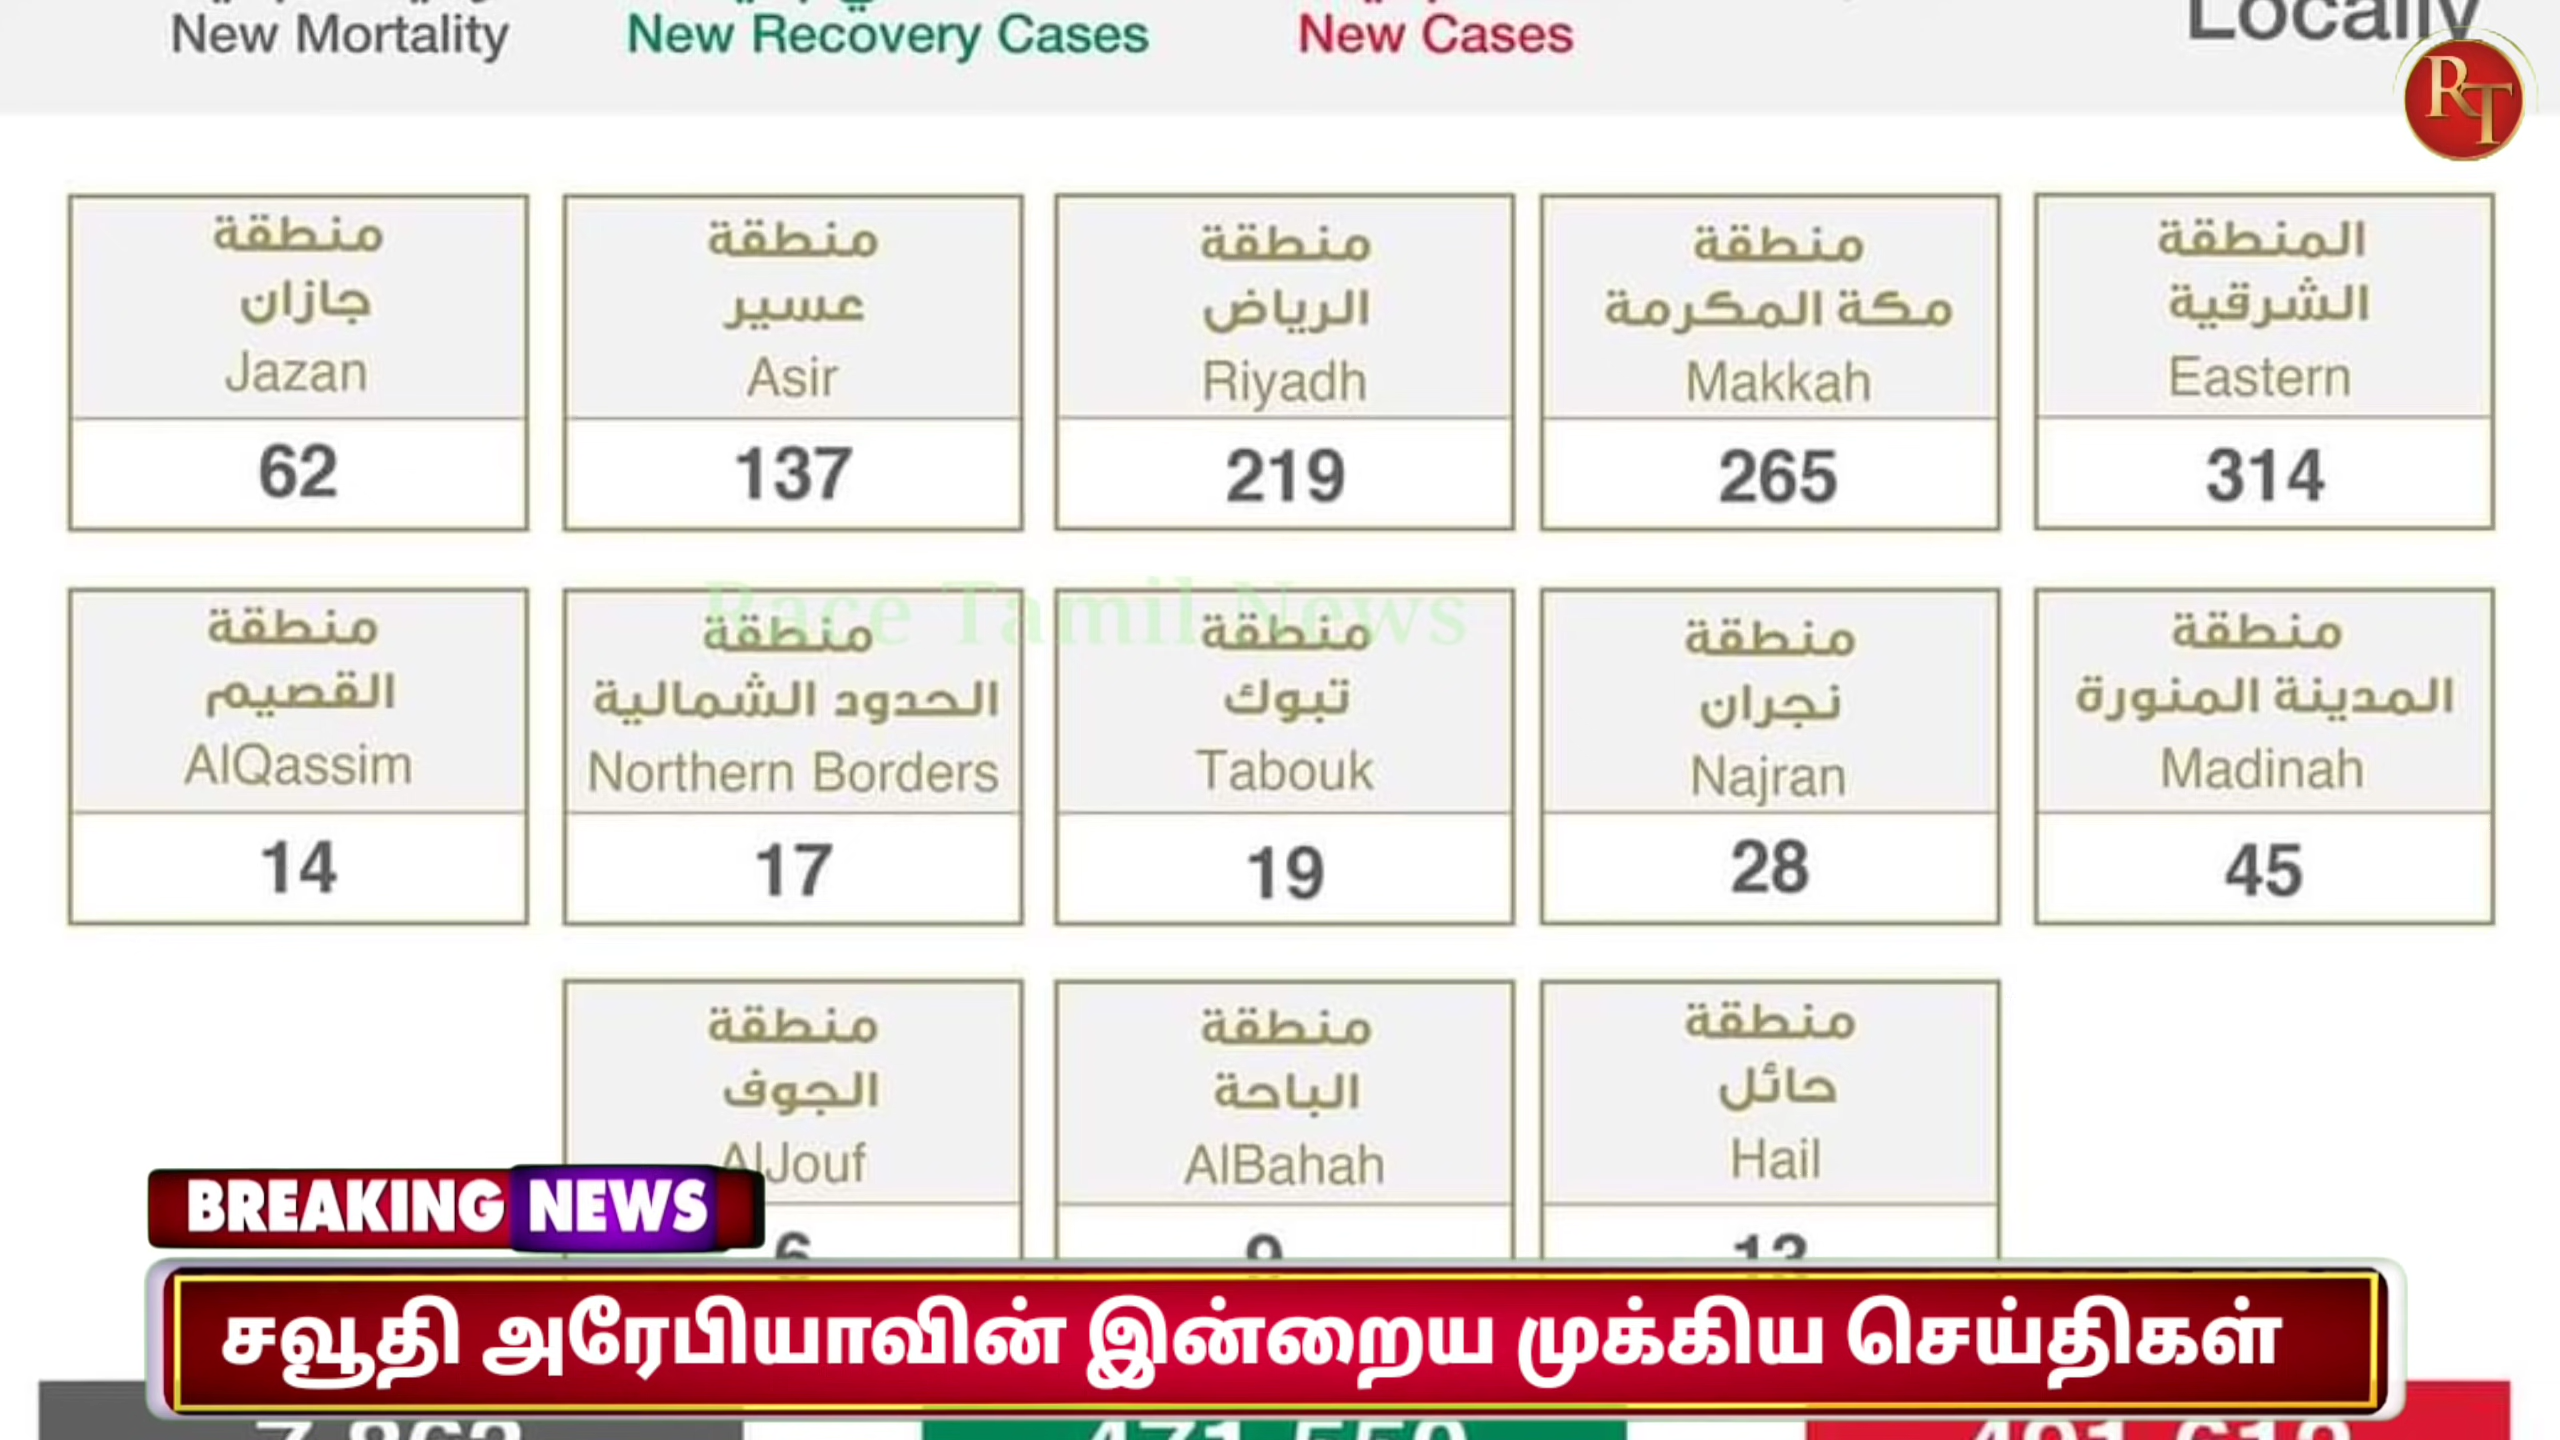 New Mortality
New Recovery Cases
New Cases
Locally
RT
منطقة
جازان
Jazan
62
منطقة
عسير
Asir
137
منطقة
الرياض
Riyadh
219
منطقة
مكة المكرمة
Makkah
265
المنطقة
الشرقية
Eastern
314
Race Tamil News
منطقة
القصيم
AlQassim
14
منطقة
الحدود الشمالية
Northern Borders
17
منطقة
تبوك
Tabouk
19
منطقة
نجران
Najran
28
منطقة
المدينة المنورة
Madinah
45
منطقة
الجوف
AlJouf
6
منطقة
الباحة
AlBahah
9
منطقة
حائل
Hail
BREAKING NEWS
சவூதி அரேபியாவின் இன்றைய முக்கிய செய்திகள்